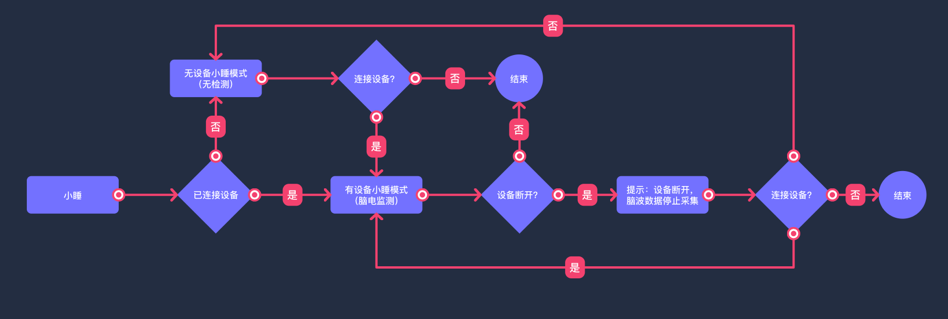 否
无设备小睡模式
（无检测）
连接设备?
否
结束
否
是
否
小睡
已连接设备
是
有设备小睡模式
（脑电监测）
设备断开?
是
提示：设备断开，
脑波数据停止采集
连接设备?
否
结束
是